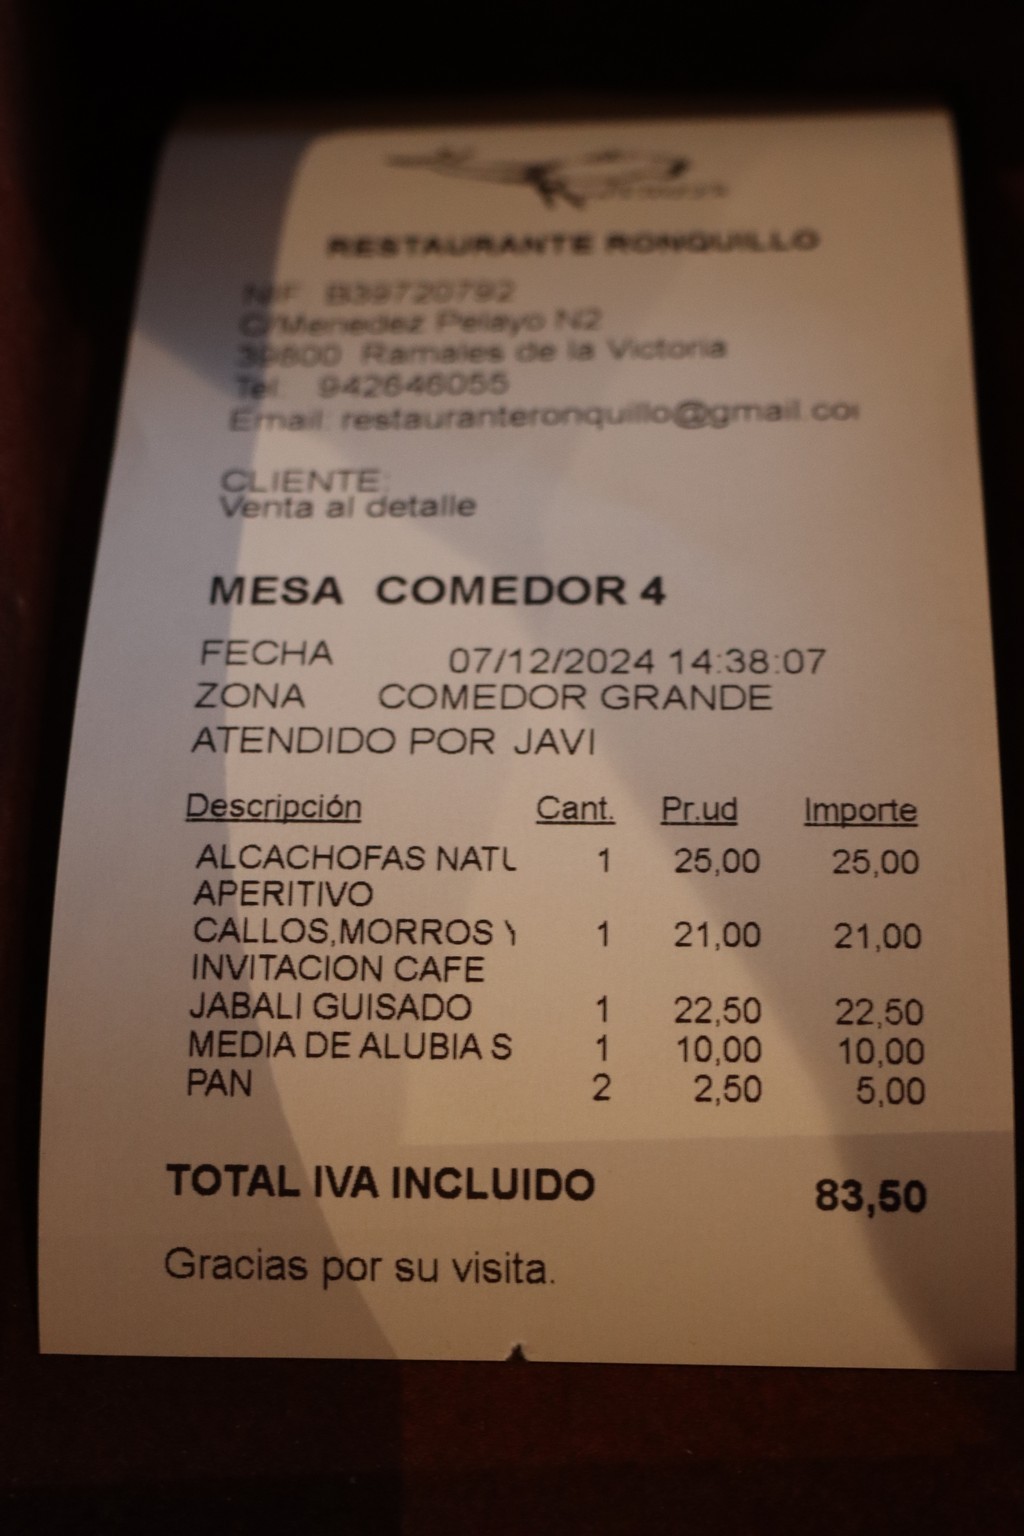 RESTAURANTE RONQUILLO
NIF: B39720792
C/Menedez Pelayo N2
39800 Ramales de la Victoria
Tel: 942646055
Email: restauranteronquillo@gmail.co
CLIENTE:
Venta al detalle
MESA COMEDOR 4
FECHA 07/12/2024 14:38:07
ZONA COMEDOR GRANDE
ATENDIDO POR JAVI
Descripción Cant. Pr.ud Importe
ALCACHOFAS NATU 1 25,00 25,00
APERITIVO
CALLOS,MORROS Y 1 21,00 21,00
INVITACION CAFE
JABALI GUISADO 1 22,50 22,50
MEDIA DE ALUBIA S 1 10,00 10,00
PAN 2 2,50 5,00
TOTAL IVA INCLUIDO 83,50
Gracias por su visita.